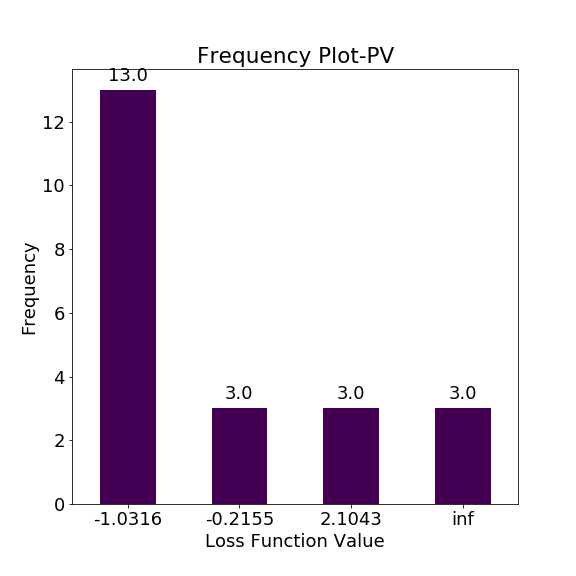 Frequency Plot-PV
13.0
3.0 3.0 3.0
12
10
8
6
4
2
0
Frequency
-1.0316 -0.2155 2.1043 inf
Loss Function Value